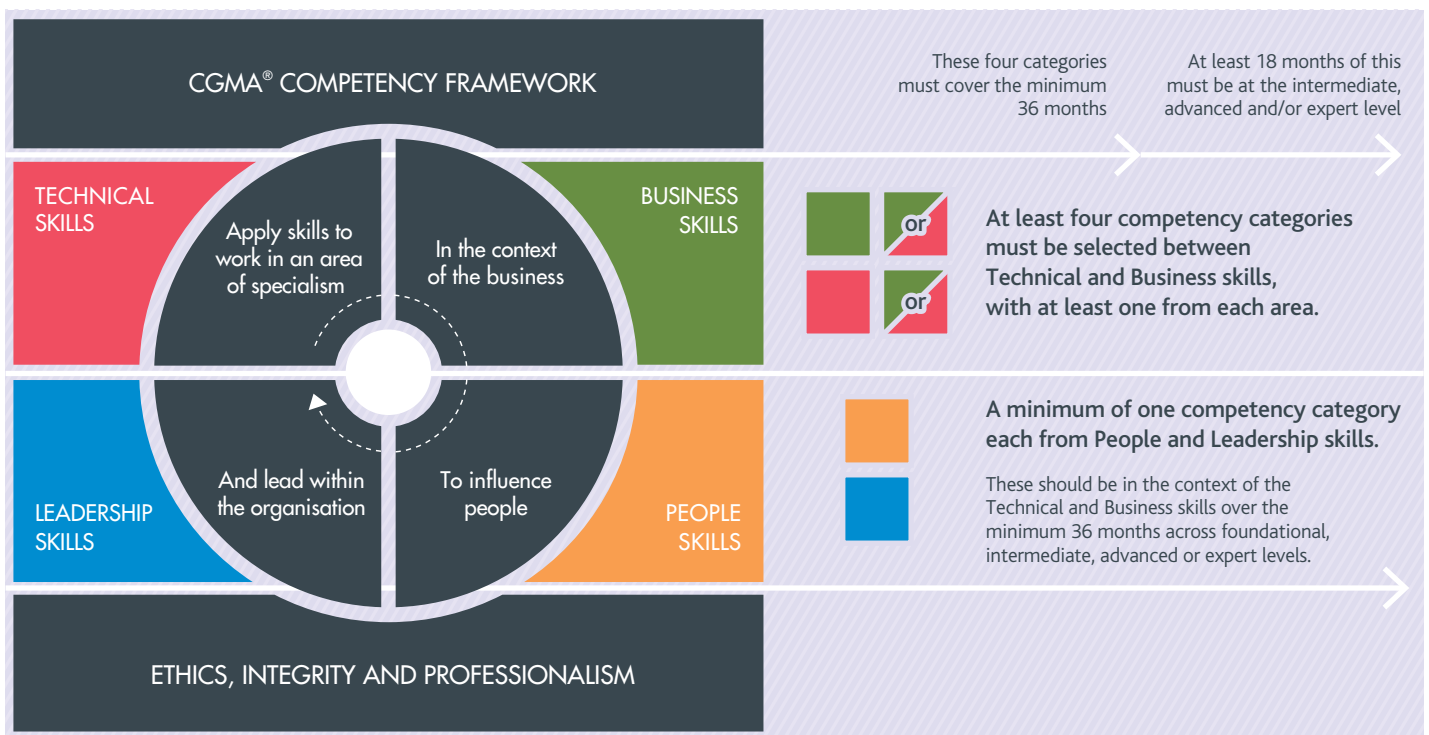 CGMA® COMPETENCY FRAMEWORK
These four categories
must cover the minimum
36 months
At least 18 months of this
must be at the intermediate,
advanced and/or expert level
TECHNICAL
SKILLS
Apply skills to
work in an area
of specialism
In the context
of the business
BUSINESS
SKILLS
or
or
At least four competency categories
must be selected between
Technical and Business skills,
with at least one from each area.
LEADERSHIP
SKILLS
And lead within
the organisation
To influence
people
PEOPLE
SKILLS
A minimum of one competency category
each from People and Leadership skills.
These should be in the context of the
Technical and Business skills over the
minimum 36 months across foundational,
intermediate, advanced or expert levels.
ETHICS, INTEGRITY AND PROFESSIONALISM